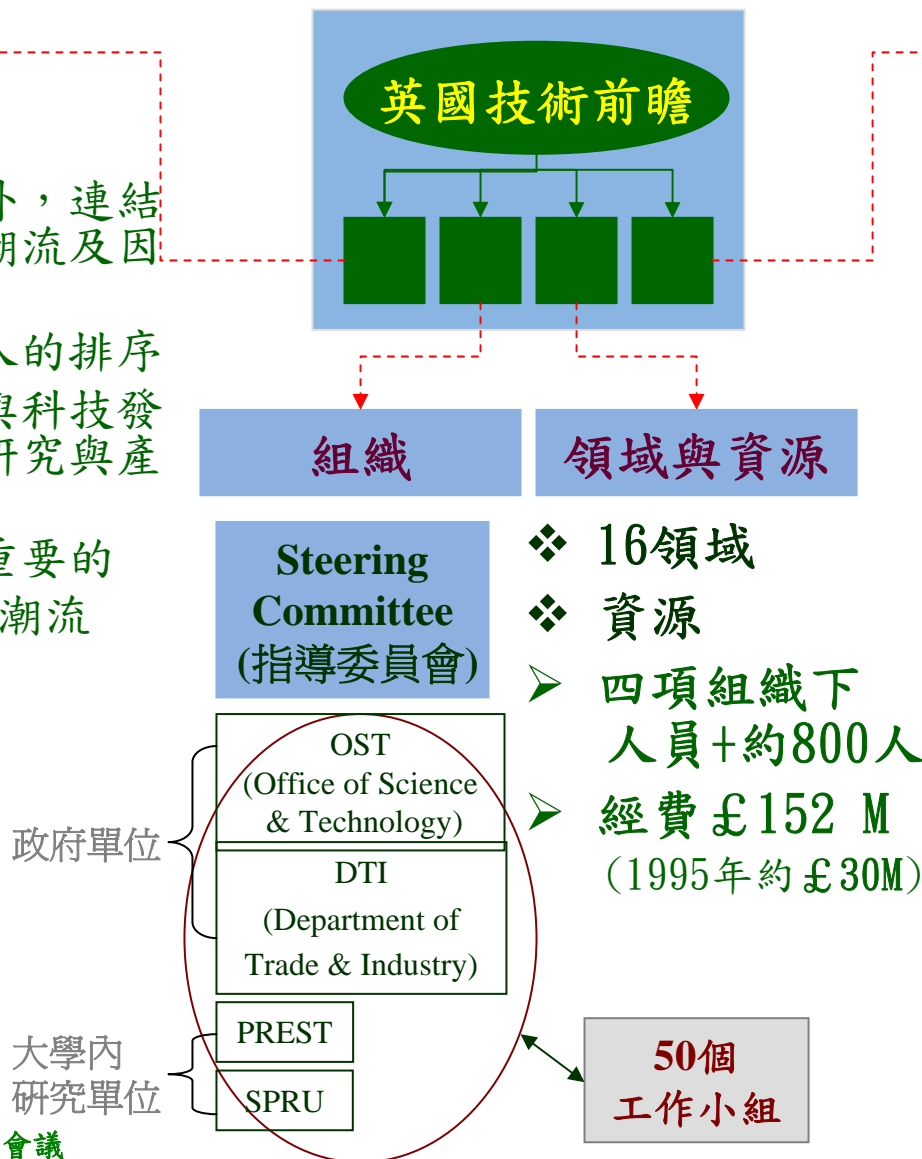 英國技術前瞻
外，連結
潮流及因
人的排序
與科技發
研究與產
重要的
潮流
組織
領域與資源
Steering
Committee
(指導委員會)
❖ 16領域
❖ 資源
➢ 四項組織下
人員+約800人
➢ 經費£152 M
(1995年約£30M)
政府單位
OST
(Office of Science
& Technology)
DTI
(Department of
Trade & Industry)
大學內
研究單位
PREST
SPRU
50個
工作小組
會議